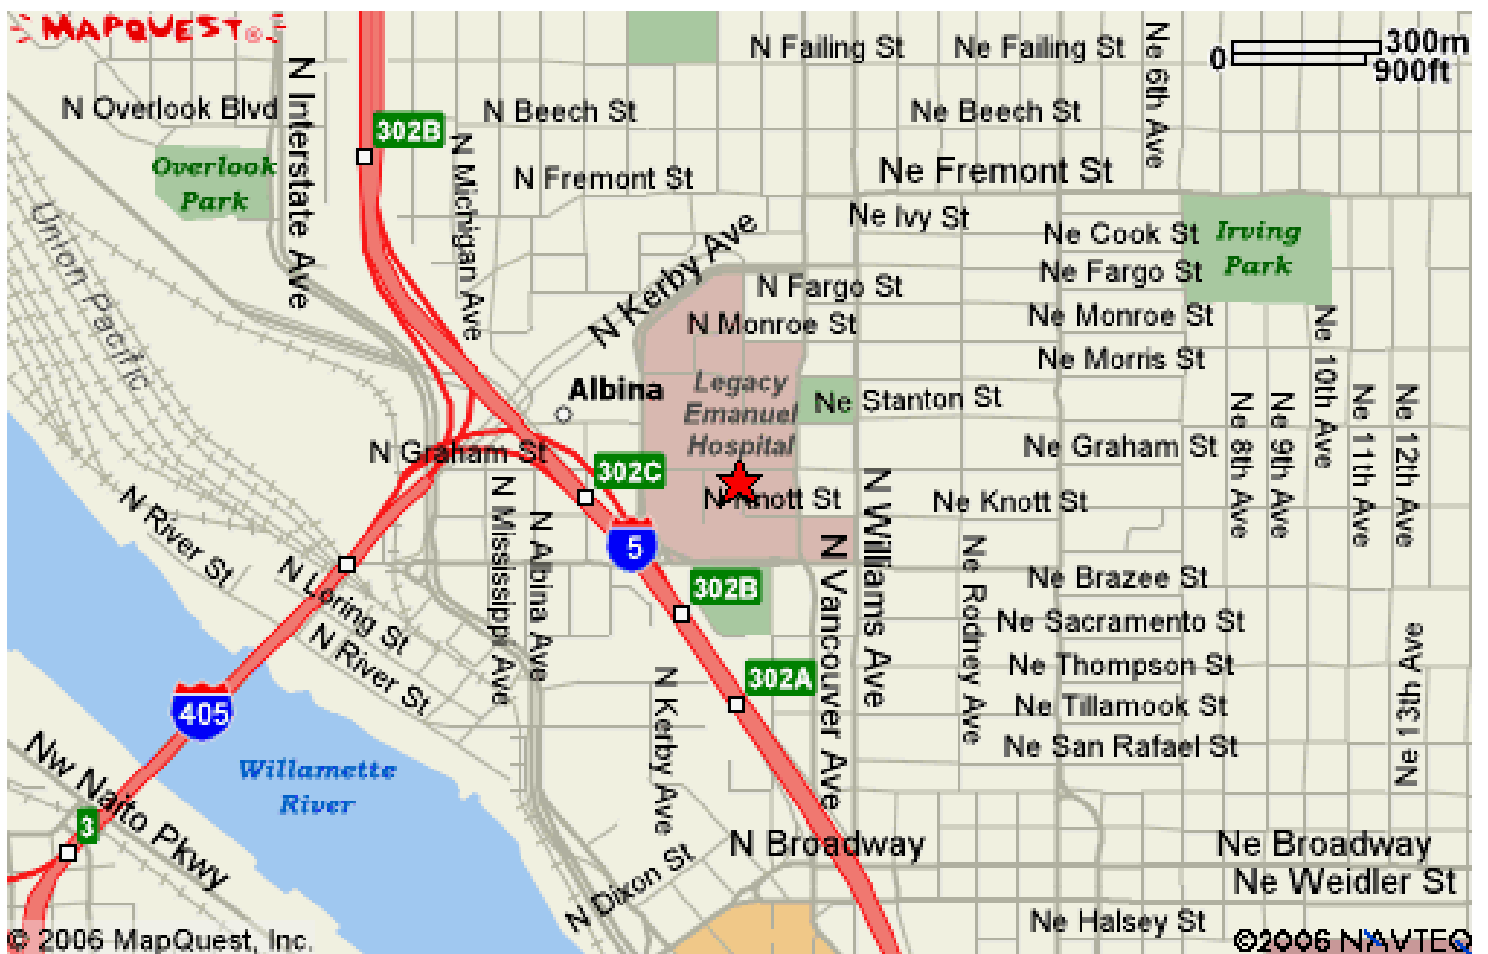 MAPQUEST®
N Failing St
Ne Failing St
Ne 6th Ave
0
300m
900ft
N Overlook Blvd
N Interstate Ave
302B
N Beech St
Ne Beech St
N Michigan Ave
Overlook
Park
N Fremont St
Ne Fremont St
Union Pacific
Ne Ivy St
N Kerby Ave
Ne Cook St
Irving
Park
Ne Fargo St
N Fargo St
N Monroe St
Ne Monroe St
Ne 10th Ave
Ne Morris St
Albina
Legacy
Emanuel
Hospital
Ne Stanton St
Ne 8th Ave
Ne 9th Ave
Ne 11th Ave
Ne 12th Ave
N Graham St
Ne Graham St
302C
N Knott St
Ne Knott St
N Williams Ave
N River St
N Mississippi Ave
N Albina Ave
5
N Vancouver Ave
N Rodney Ave
N Loring St
302B
Ne Brazee St
Ne Sacramento St
N River St
Ne Thompson St
302A
N Kerby Ave
Ne 13th Ave
405
Ne Tillamook St
Ne San Rafael St
Nw Naito Pkwy
Willamette
River
3
N Broadway
Ne Broadway
N Dixon St
Ne Weidler St
Ne Halsey St
© 2006 MapQuest, Inc.
©2006 NAVTEQ